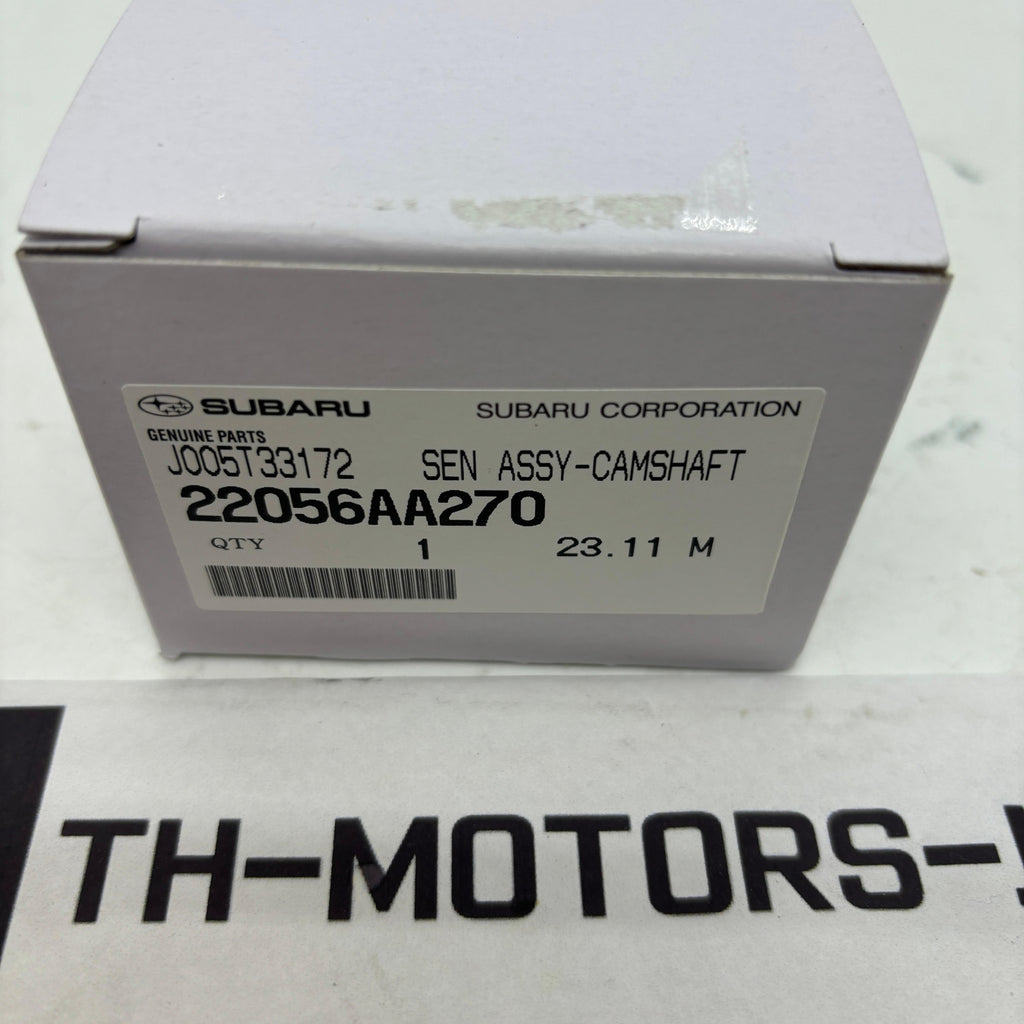 SUBARU SUBARU CORPORATION
GENUINE PARTS
J005T33172 SEN ASSY-CAMSHAFT
22056AA270
QTY 1 23.11 M
TH-MOTORS-